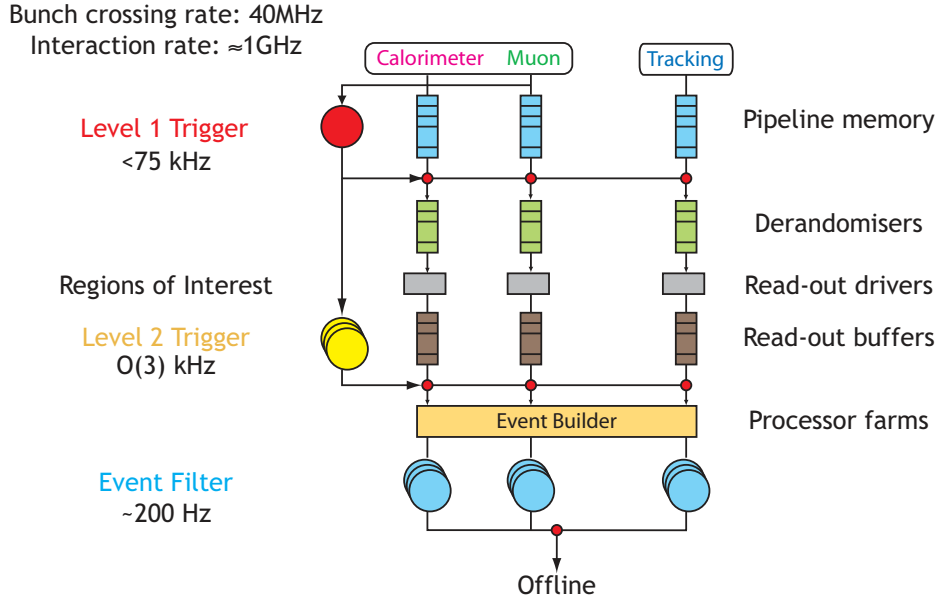 Bunch crossing rate: 40MHz
Interaction rate: ≈1GHz
Calorimeter Muon
Tracking
Level 1 Trigger
<75 kHz
Pipeline memory
Derandomisers
Regions of Interest
Read-out drivers
Level 2 Trigger
O(3) kHz
Read-out buffers
Event Builder
Processor farms
Event Filter
~200 Hz
Offline